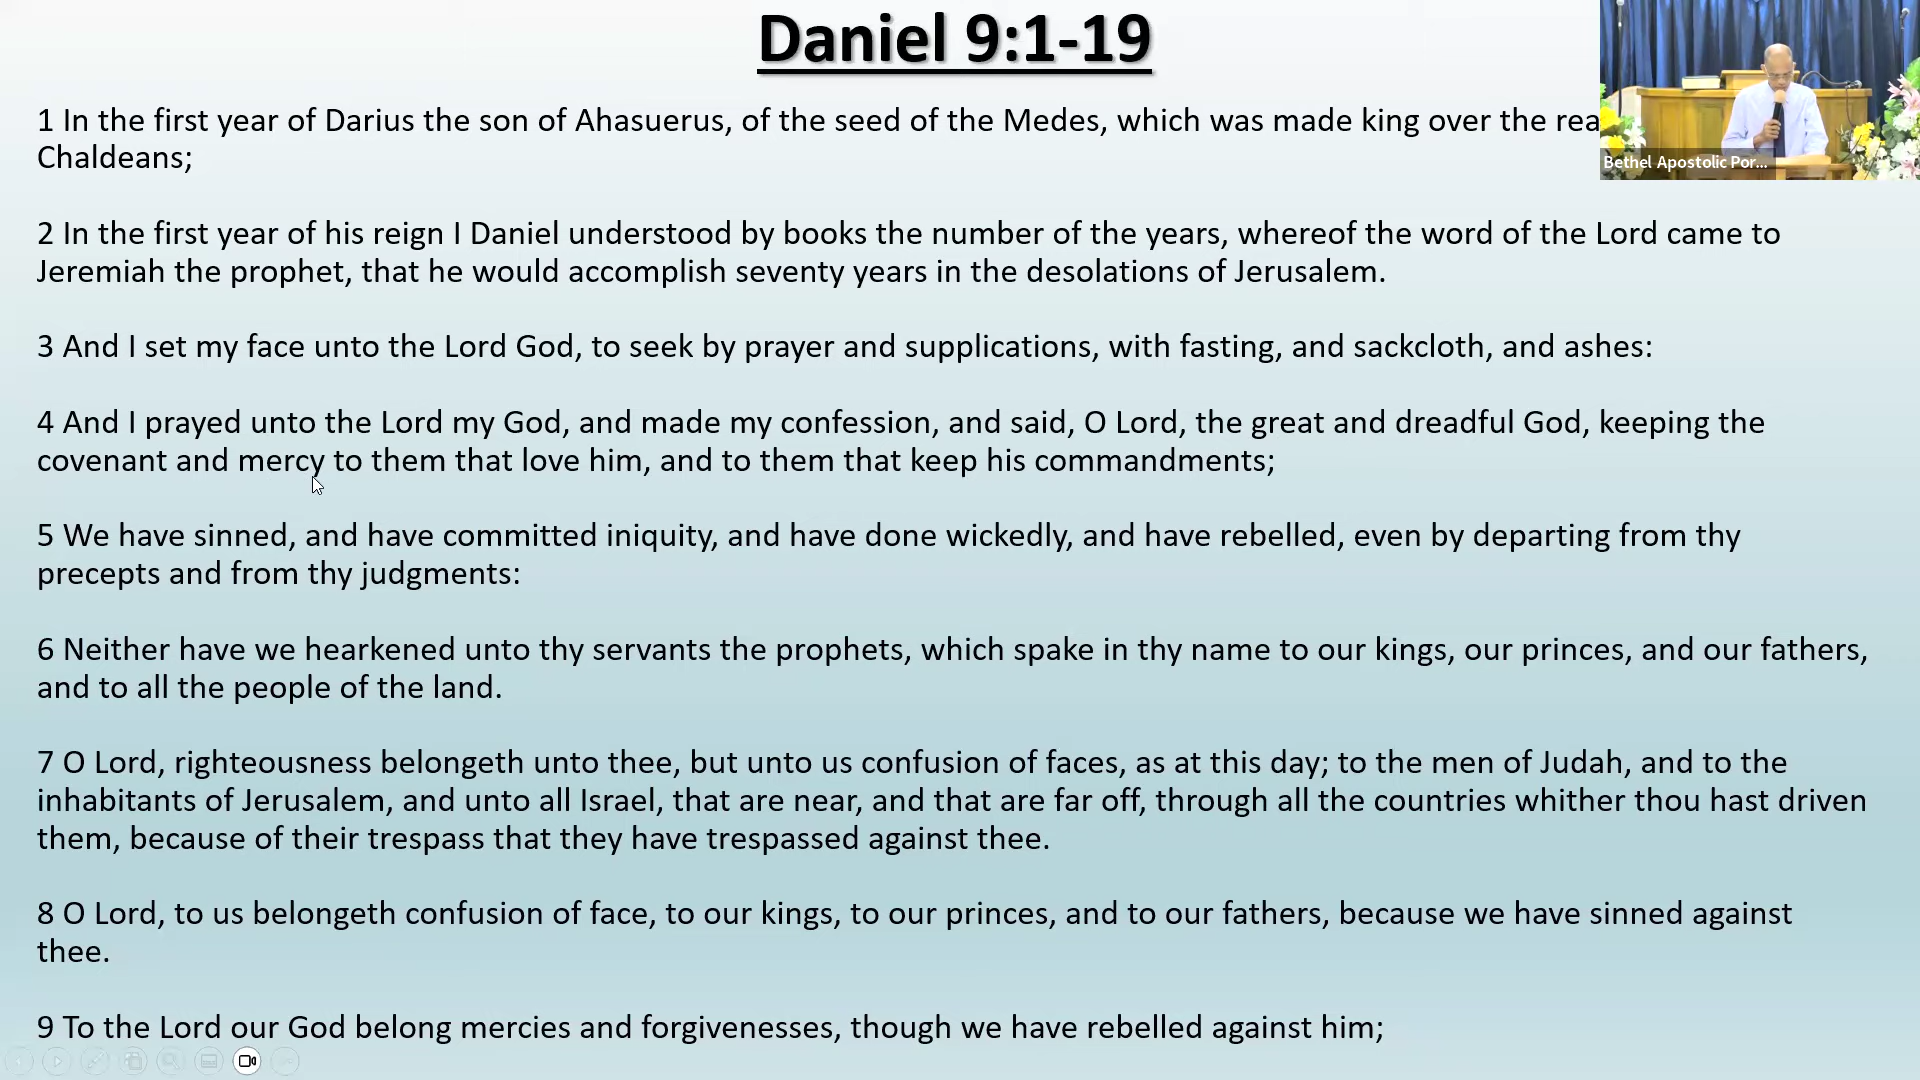 Daniel 9:1-19
1 In the first year of Darius the son of Ahasuerus, of the seed of the Medes, which was made king over the
Chaldeans;
Bethel Apostolic Por...
2 In the first year of his reign I Daniel understood by books the number of the years, whereof the word of the Lord came to
Jeremiah the prophet, that he would accomplish seventy years in the desolations of Jerusalem.
3 And I set my face unto the Lord God, to seek by prayer and supplications, with fasting, and sackcloth, and ashes:
4 And I prayed unto the Lord my God, and made my confession, and said, O Lord, the great and dreadful God, keeping the
covenant and mercy to them that love him, and to them that keep his commandments;
5 We have sinned, and have committed iniquity, and have done wickedly, and have rebelled, even by departing from thy
precepts and from thy judgments:
6 Neither have we hearkened unto thy servants the prophets, which spake in thy name to our kings, our princes, and our fathers,
and to all the people of the land.
7 O Lord, righteousness belongeth unto thee, but unto us confusion of faces, as at this day; to the men of Judah, and to the
inhabitants of Jerusalem, and unto all Israel, that are near, and that are far off, through all the countries whither thou hast driven
them, because of their trespass that they have trespassed against thee.
8 O Lord, to us belongeth confusion of face, to our kings, to our princes, and to our fathers, because we have sinned against
thee.
9 To the Lord our God belong mercies and forgivenesses, though we have rebelled against him;